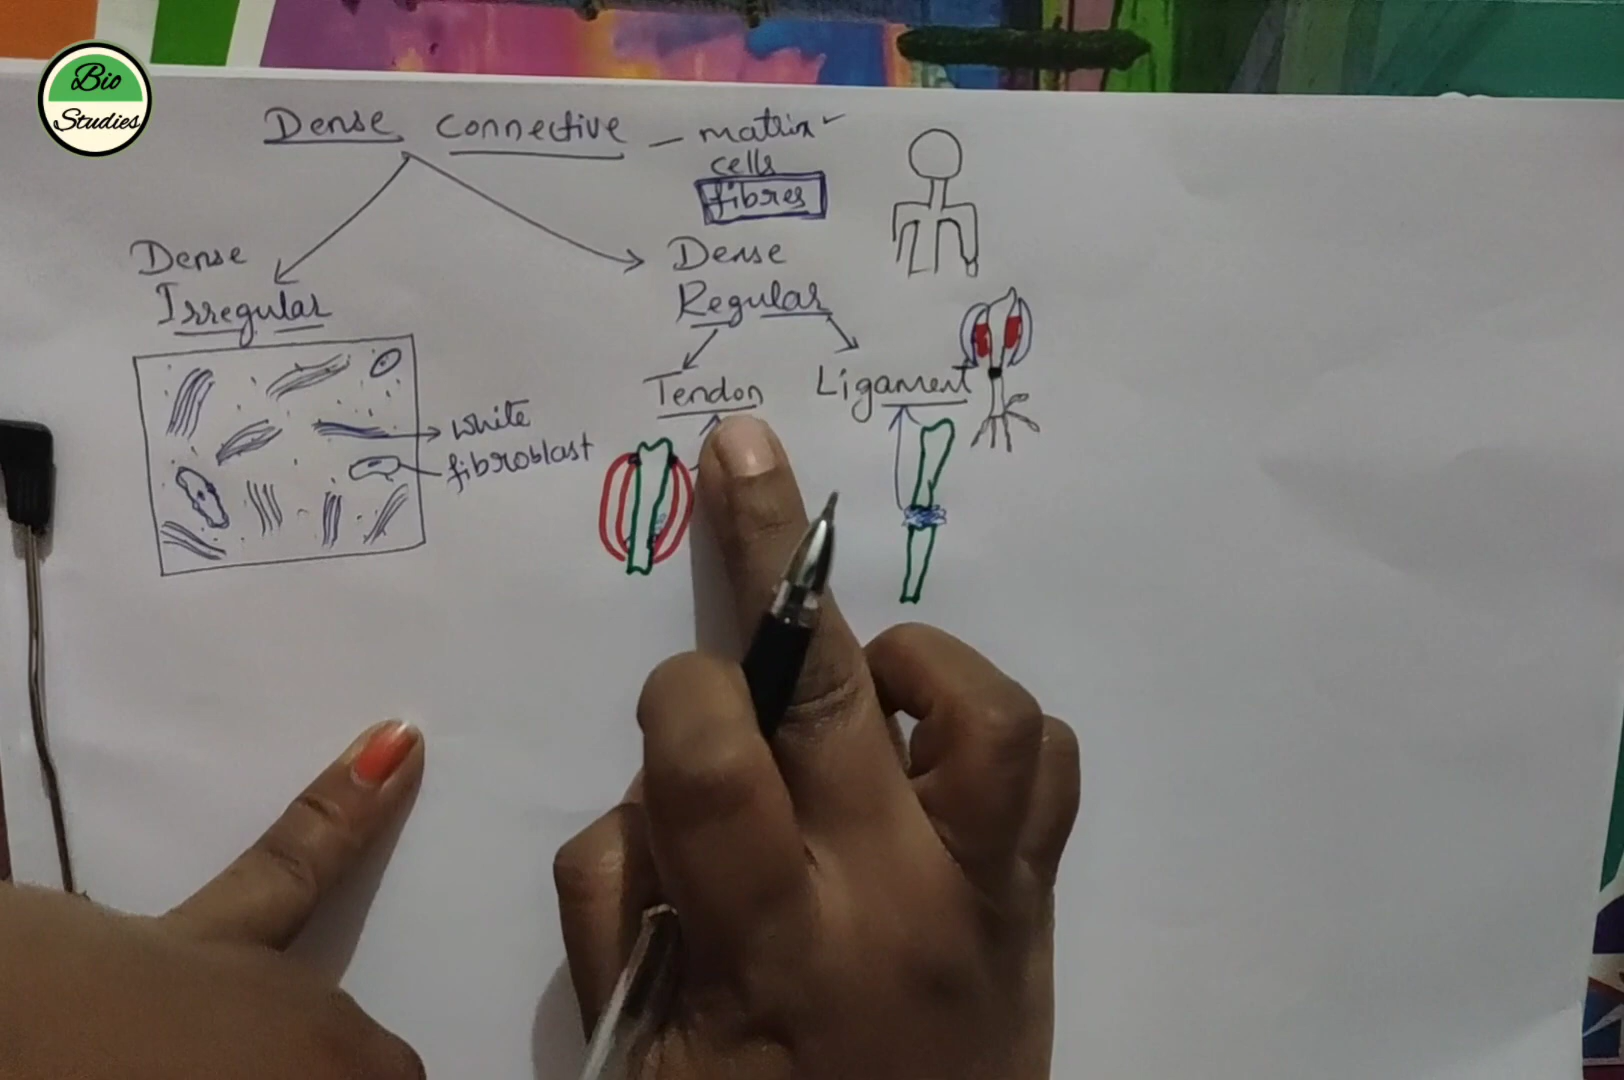 Bio
Studies
Dense connective - matrix
cells
fibres
Dense
Irregular
Dense
Regular
Tendon
Ligament
white
fibroblast